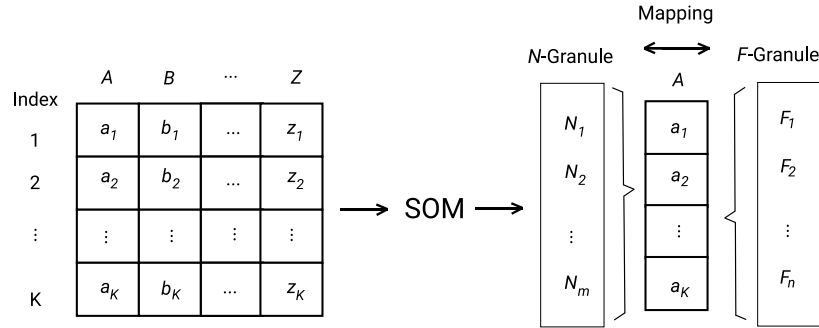 Mapping
N-Granule F-Granule
A B ... Z A
Index
1 a1 b1 ... z1 N1 a1 F1
2 a2 b2 ... z2 N2 a2 F2
SOM
⋮ ⋮ ⋮ ⋮ ⋮ ⋮ ⋮ ⋮
K aK bK ... zK Nm aK Fn